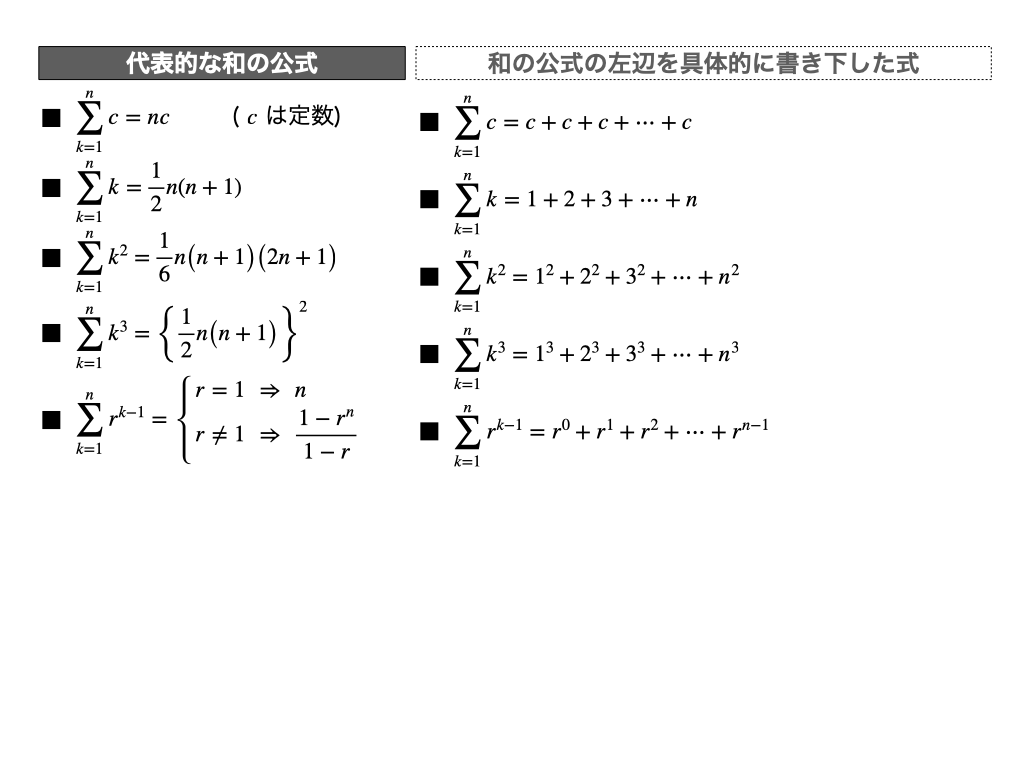 代表的な和の公式
■ $\sum_{k=1}^{n} c = nc$ ( $c$ は定数)
■ $\sum_{k=1}^{n} k = \frac{1}{2}n(n+1)$
■ $\sum_{k=1}^{n} k^2 = \frac{1}{6}n(n+1)(2n+1)$
■ $\sum_{k=1}^{n} k^3 = \left\{\frac{1}{2}n(n+1)\right\}^2$
■ $\sum_{k=1}^{n} r^{k-1} = \begin{cases} r = 1 \Rightarrow n \\ r \neq 1 \Rightarrow \frac{1-r^n}{1-r} \end{cases}$
和の公式の左辺を具体的に書き下した式
■ $\sum_{k=1}^{n} c = c + c + c + \cdots + c$
■ $\sum_{k=1}^{n} k = 1 + 2 + 3 + \cdots + n$
■ $\sum_{k=1}^{n} k^2 = 1^2 + 2^2 + 3^2 + \cdots + n^2$
■ $\sum_{k=1}^{n} k^3 = 1^3 + 2^3 + 3^3 + \cdots + n^3$
■ $\sum_{k=1}^{n} r^{k-1} = r^0 + r^1 + r^2 + \cdots + r^{n-1}$